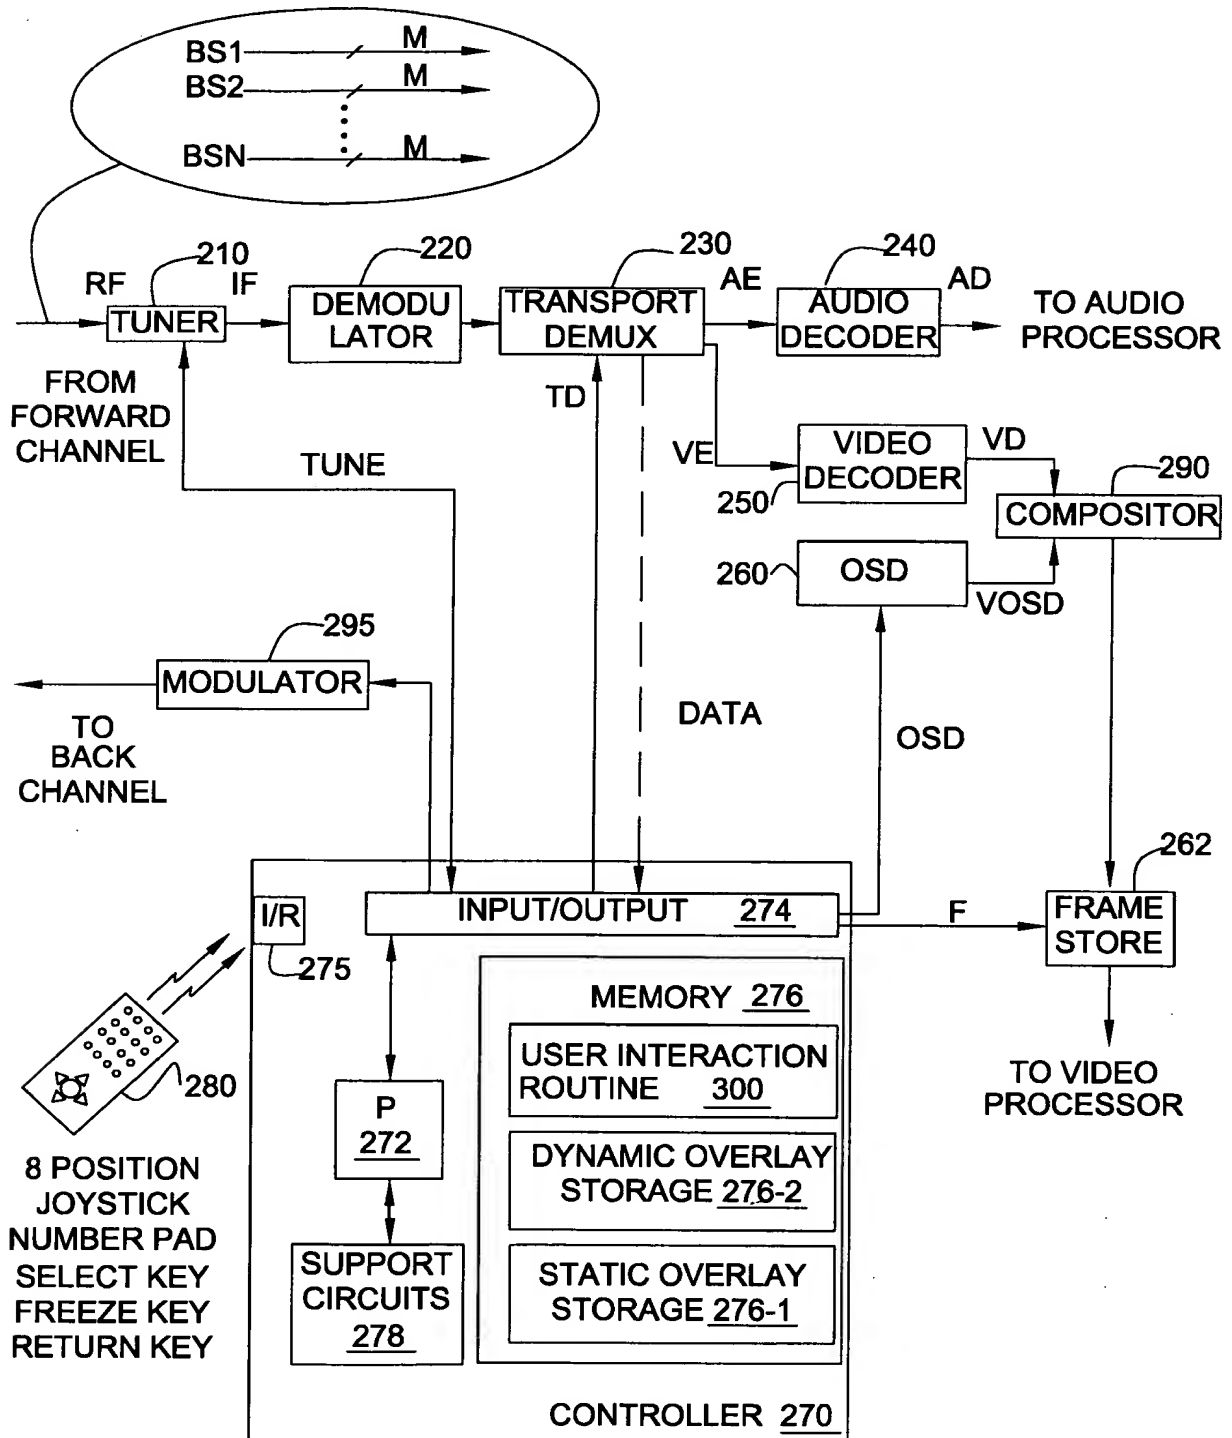 BS1 M
BS2 M
BSN M
210
220
230
240
RF
IF
AE
AD
TUNER
DEMODU
LATOR
TRANSPORT
DEMUX
AUDIO
DECODER
TO AUDIO
PROCESSOR
FROM
FORWARD
CHANNEL
TD
TUNE
VE
VIDEO
DECODER
250
VD
290
COMPOSITOR
260
OSD
VOSD
295
MODULATOR
TO
BACK
CHANNEL
DATA
OSD
262
I/R
275
INPUT/OUTPUT 274
F
FRAME
STORE
MEMORY 276
USER INTERACTION
ROUTINE 300
280
P
272
TO VIDEO
PROCESSOR
DYNAMIC OVERLAY
STORAGE 276-2
8 POSITION
JOYSTICK
NUMBER PAD
SELECT KEY
FREEZE KEY
RETURN KEY
SUPPORT
CIRCUITS
278
STATIC OVERLAY
STORAGE 276-1
CONTROLLER 270